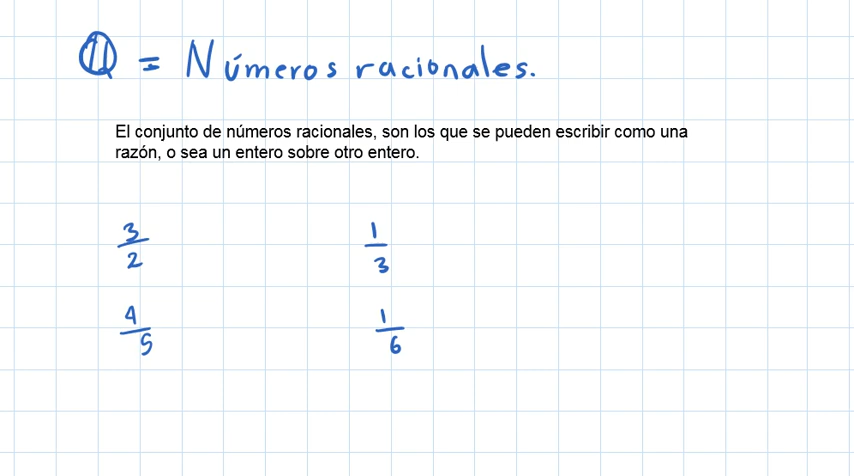 ℚ = Números racionales.
El conjunto de números racionales, son los que se pueden escribir como una
razón, o sea un entero sobre otro entero.
3/2 1/3
4/5 1/6